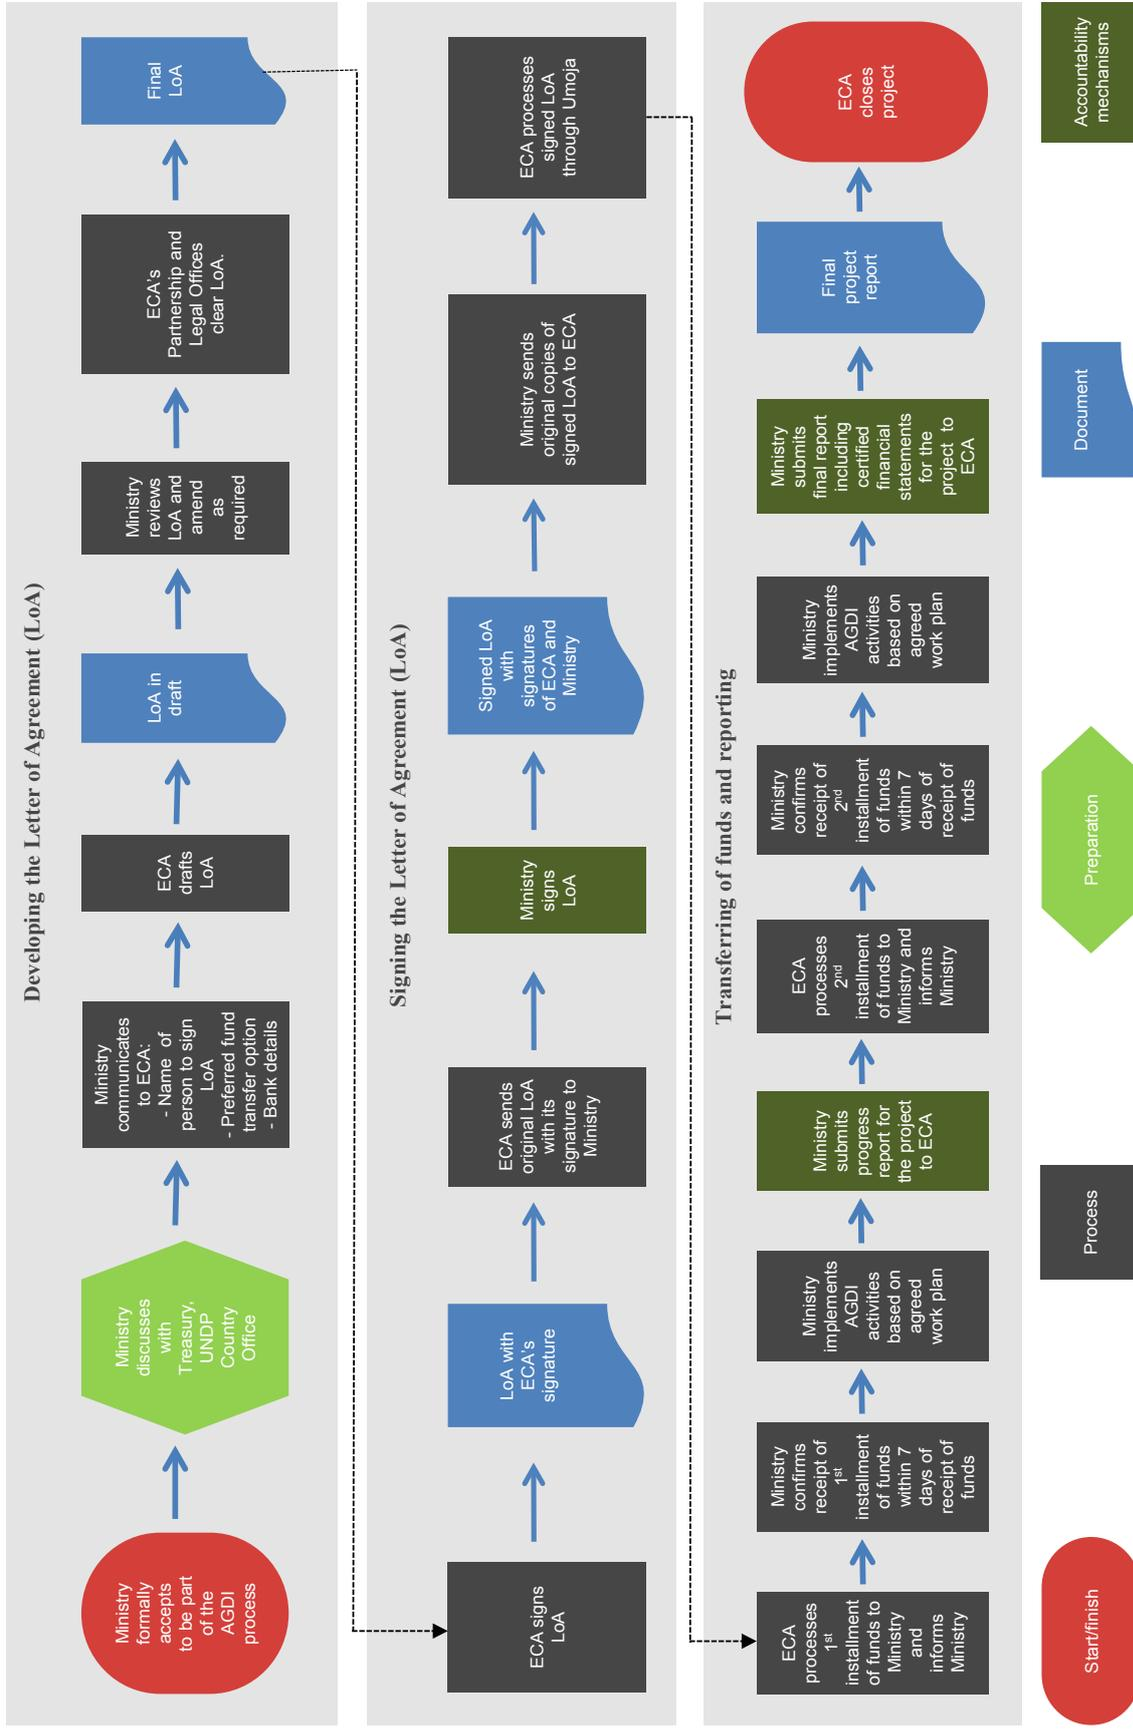 Developing the Letter of Agreement (LoA)
Ministry
formally
accepts
to be part
of the
AGDI
process
Ministry
discusses
with
Treasury,
UNDP
Country
Office
Ministry
communicates
to ECA:
- Name of
person to sign
LoA
- Preferred fund
transfer option
- Bank details
ECA
drafts
LoA
LoA in
draft
Ministry
reviews
LoA and
amend
as
required
ECA's
Partnership and
Legal Offices
clear LoA.
Final
LoA
Signing the Letter of Agreement (LoA)
ECA signs
LoA
LoA with
ECA's
signature
ECA sends
original LoA
with its
signature to
Ministry
Ministry
signs
LoA
Signed LoA
with
signatures
of ECA and
Ministry
Ministry sends
original copies of
signed LoA to ECA
ECA processes
signed LoA
through Umoja
Transferring of funds and reporting
ECA
processes
1st
installment
of funds to
Ministry
and
informs
Ministry
Ministry
confirms
receipt of
1st
installment
of funds
within 7
days of
receipt of
funds
Ministry
implements
AGDI
activities
based on
agreed
work plan
Ministry
submits
progress
report for
the project
to ECA
ECA
processes
2nd
installment
of funds to
Ministry and
informs
Ministry
Ministry
confirms
receipt of
2nd
installment
of funds
within 7
days of
receipt of
funds
Ministry
implements
AGDI
activities
based on
agreed
work plan
Ministry
submits
final report
including
certified
financial
statements
for the
project to
ECA
Final
project
report
ECA
closes
project
Start/finish
Process
Preparation
Document
Accountability
mechanisms